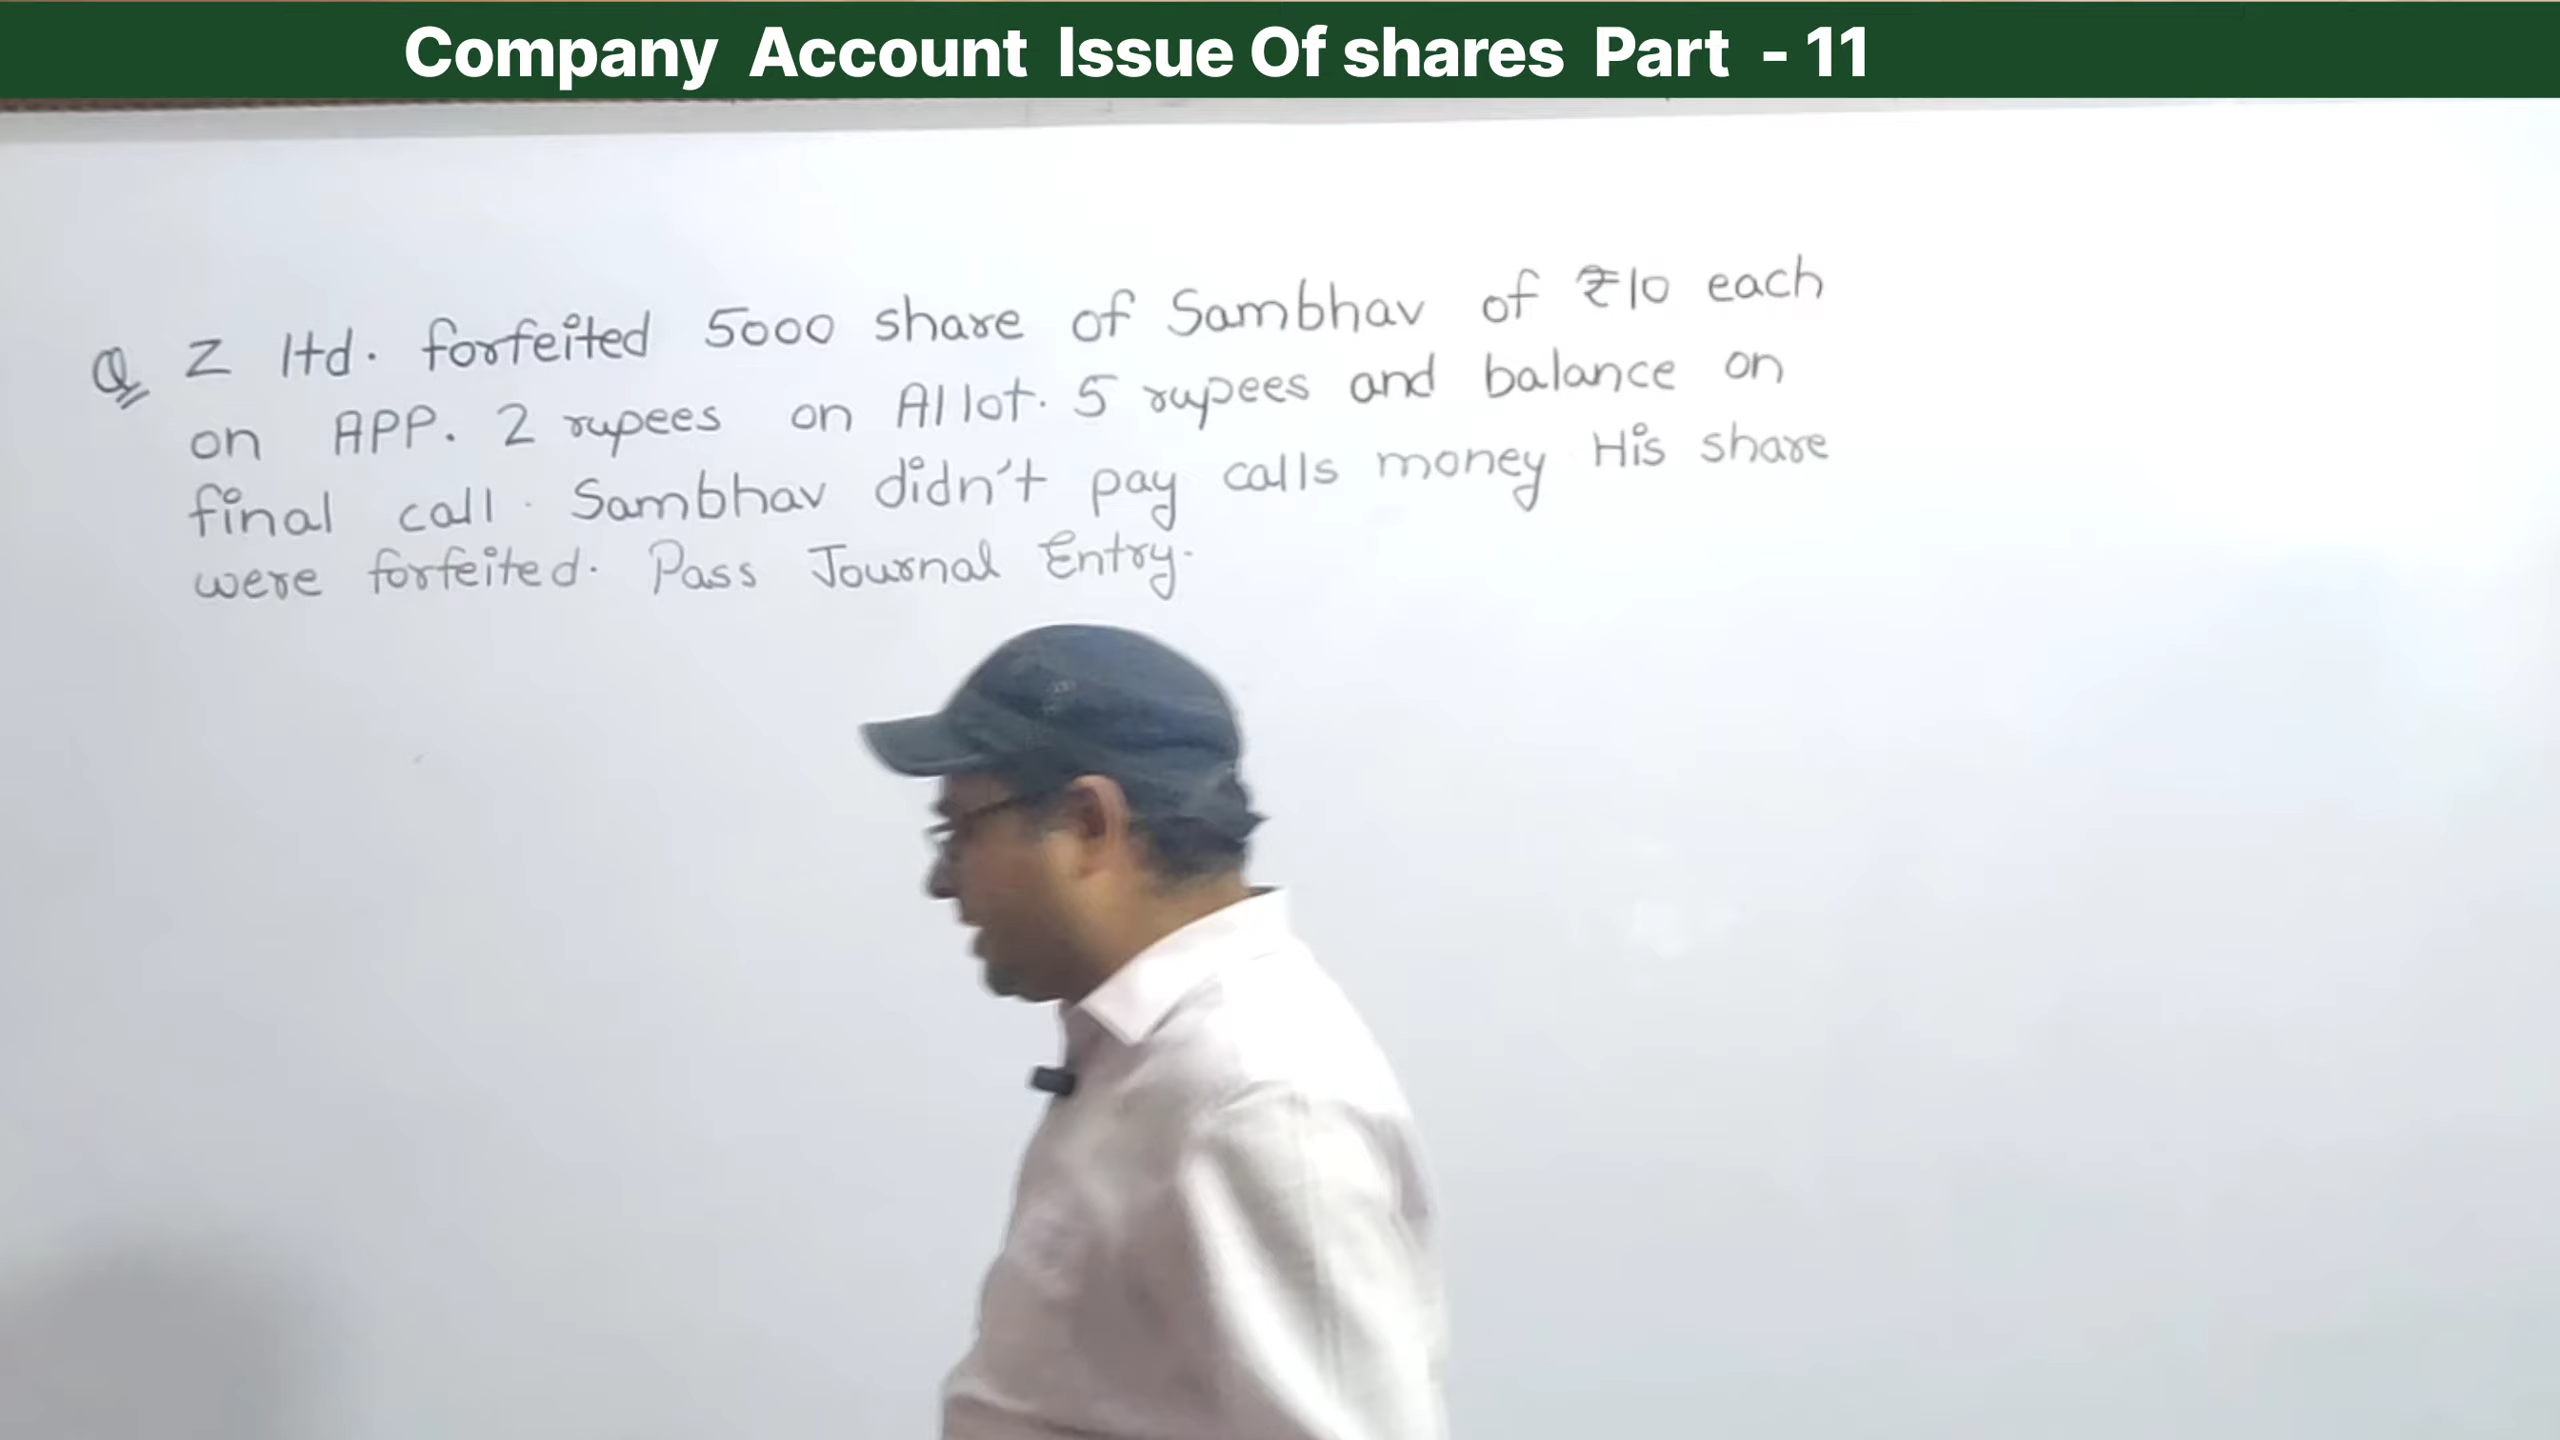 Company Account Issue Of shares Part - 11
Q Z ltd. forfeited 5000 share of Sambhav of ₹10 each
on APP. 2 rupees on Allot. 5 rupees and balance on
final call. Sambhav didn't pay calls money His share
were forfeited. Pass Journal Entry.